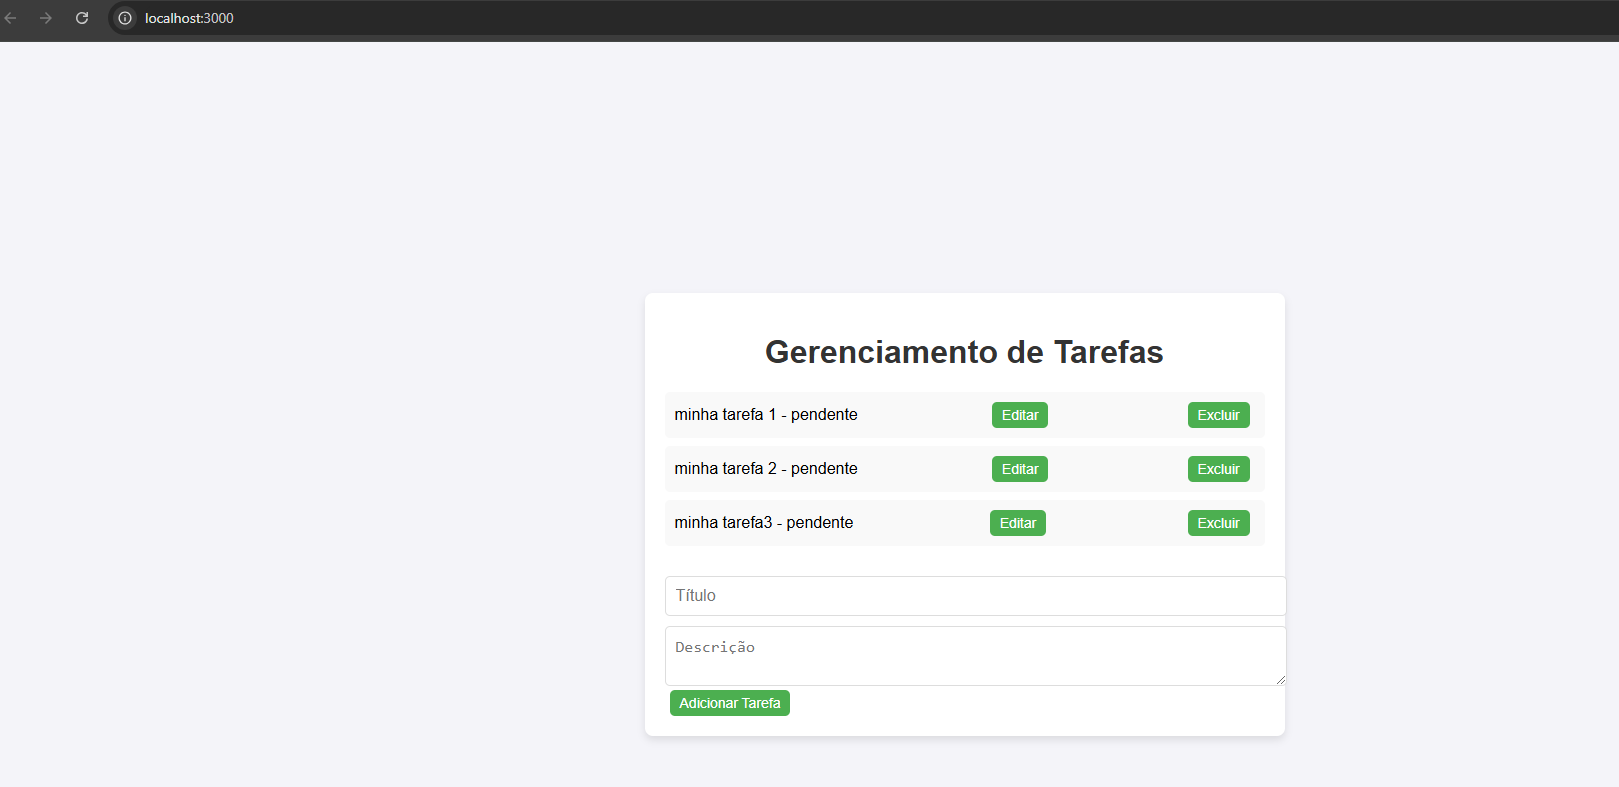 localhost:3000
Gerenciamento de Tarefas
minha tarefa 1 - pendente Editar Excluir
minha tarefa 2 - pendente Editar Excluir
minha tarefa3 - pendente Editar Excluir
Título
Descrição
Adicionar Tarefa